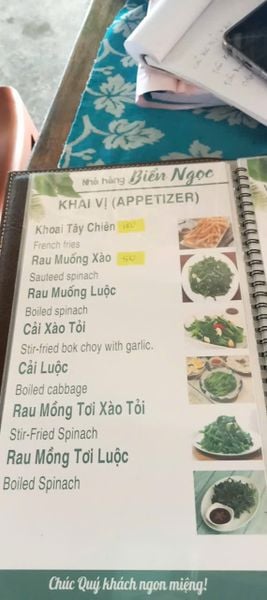 Nhà hàng Biển Ngọc
KHAI VỊ (APPETIZER)
Khoai Tây Chiên
French fries
Rau Muống Xào
Sauteed spinach
Rau Muống Luộc
Boiled spinach
Cải Xào Tỏi
Stir-fried bok choy with garlic.
Cải Luộc
Boiled cabbage
Rau Mồng Tơi Xào Tỏi
Stir-Fried Spinach
Rau Mồng Tơi Luộc
Boiled Spinach
Chúc Quý khách ngon miệng!